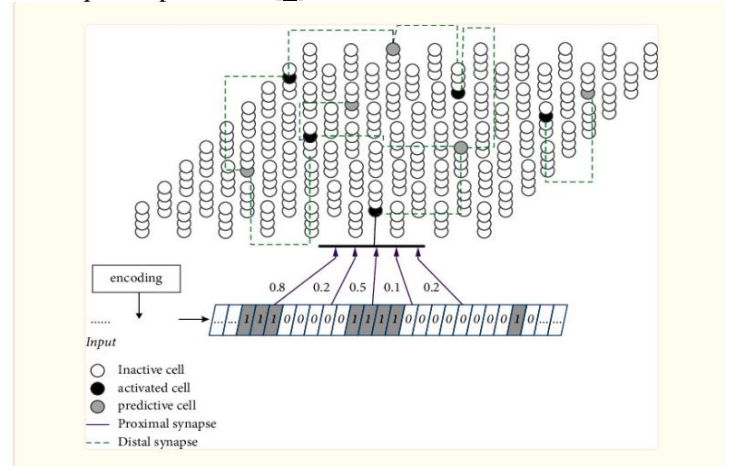 encoding
0.8 0.2 0.5 0.1 0.2
...... ... ... 1 1 1 0 0 0 0 0 1 1 1 1 0 0 0 0 0 0 0 0 1 0 ... ...
Input
Inactive cell
activated cell
predictive cell
Proximal synapse
Distal synapse